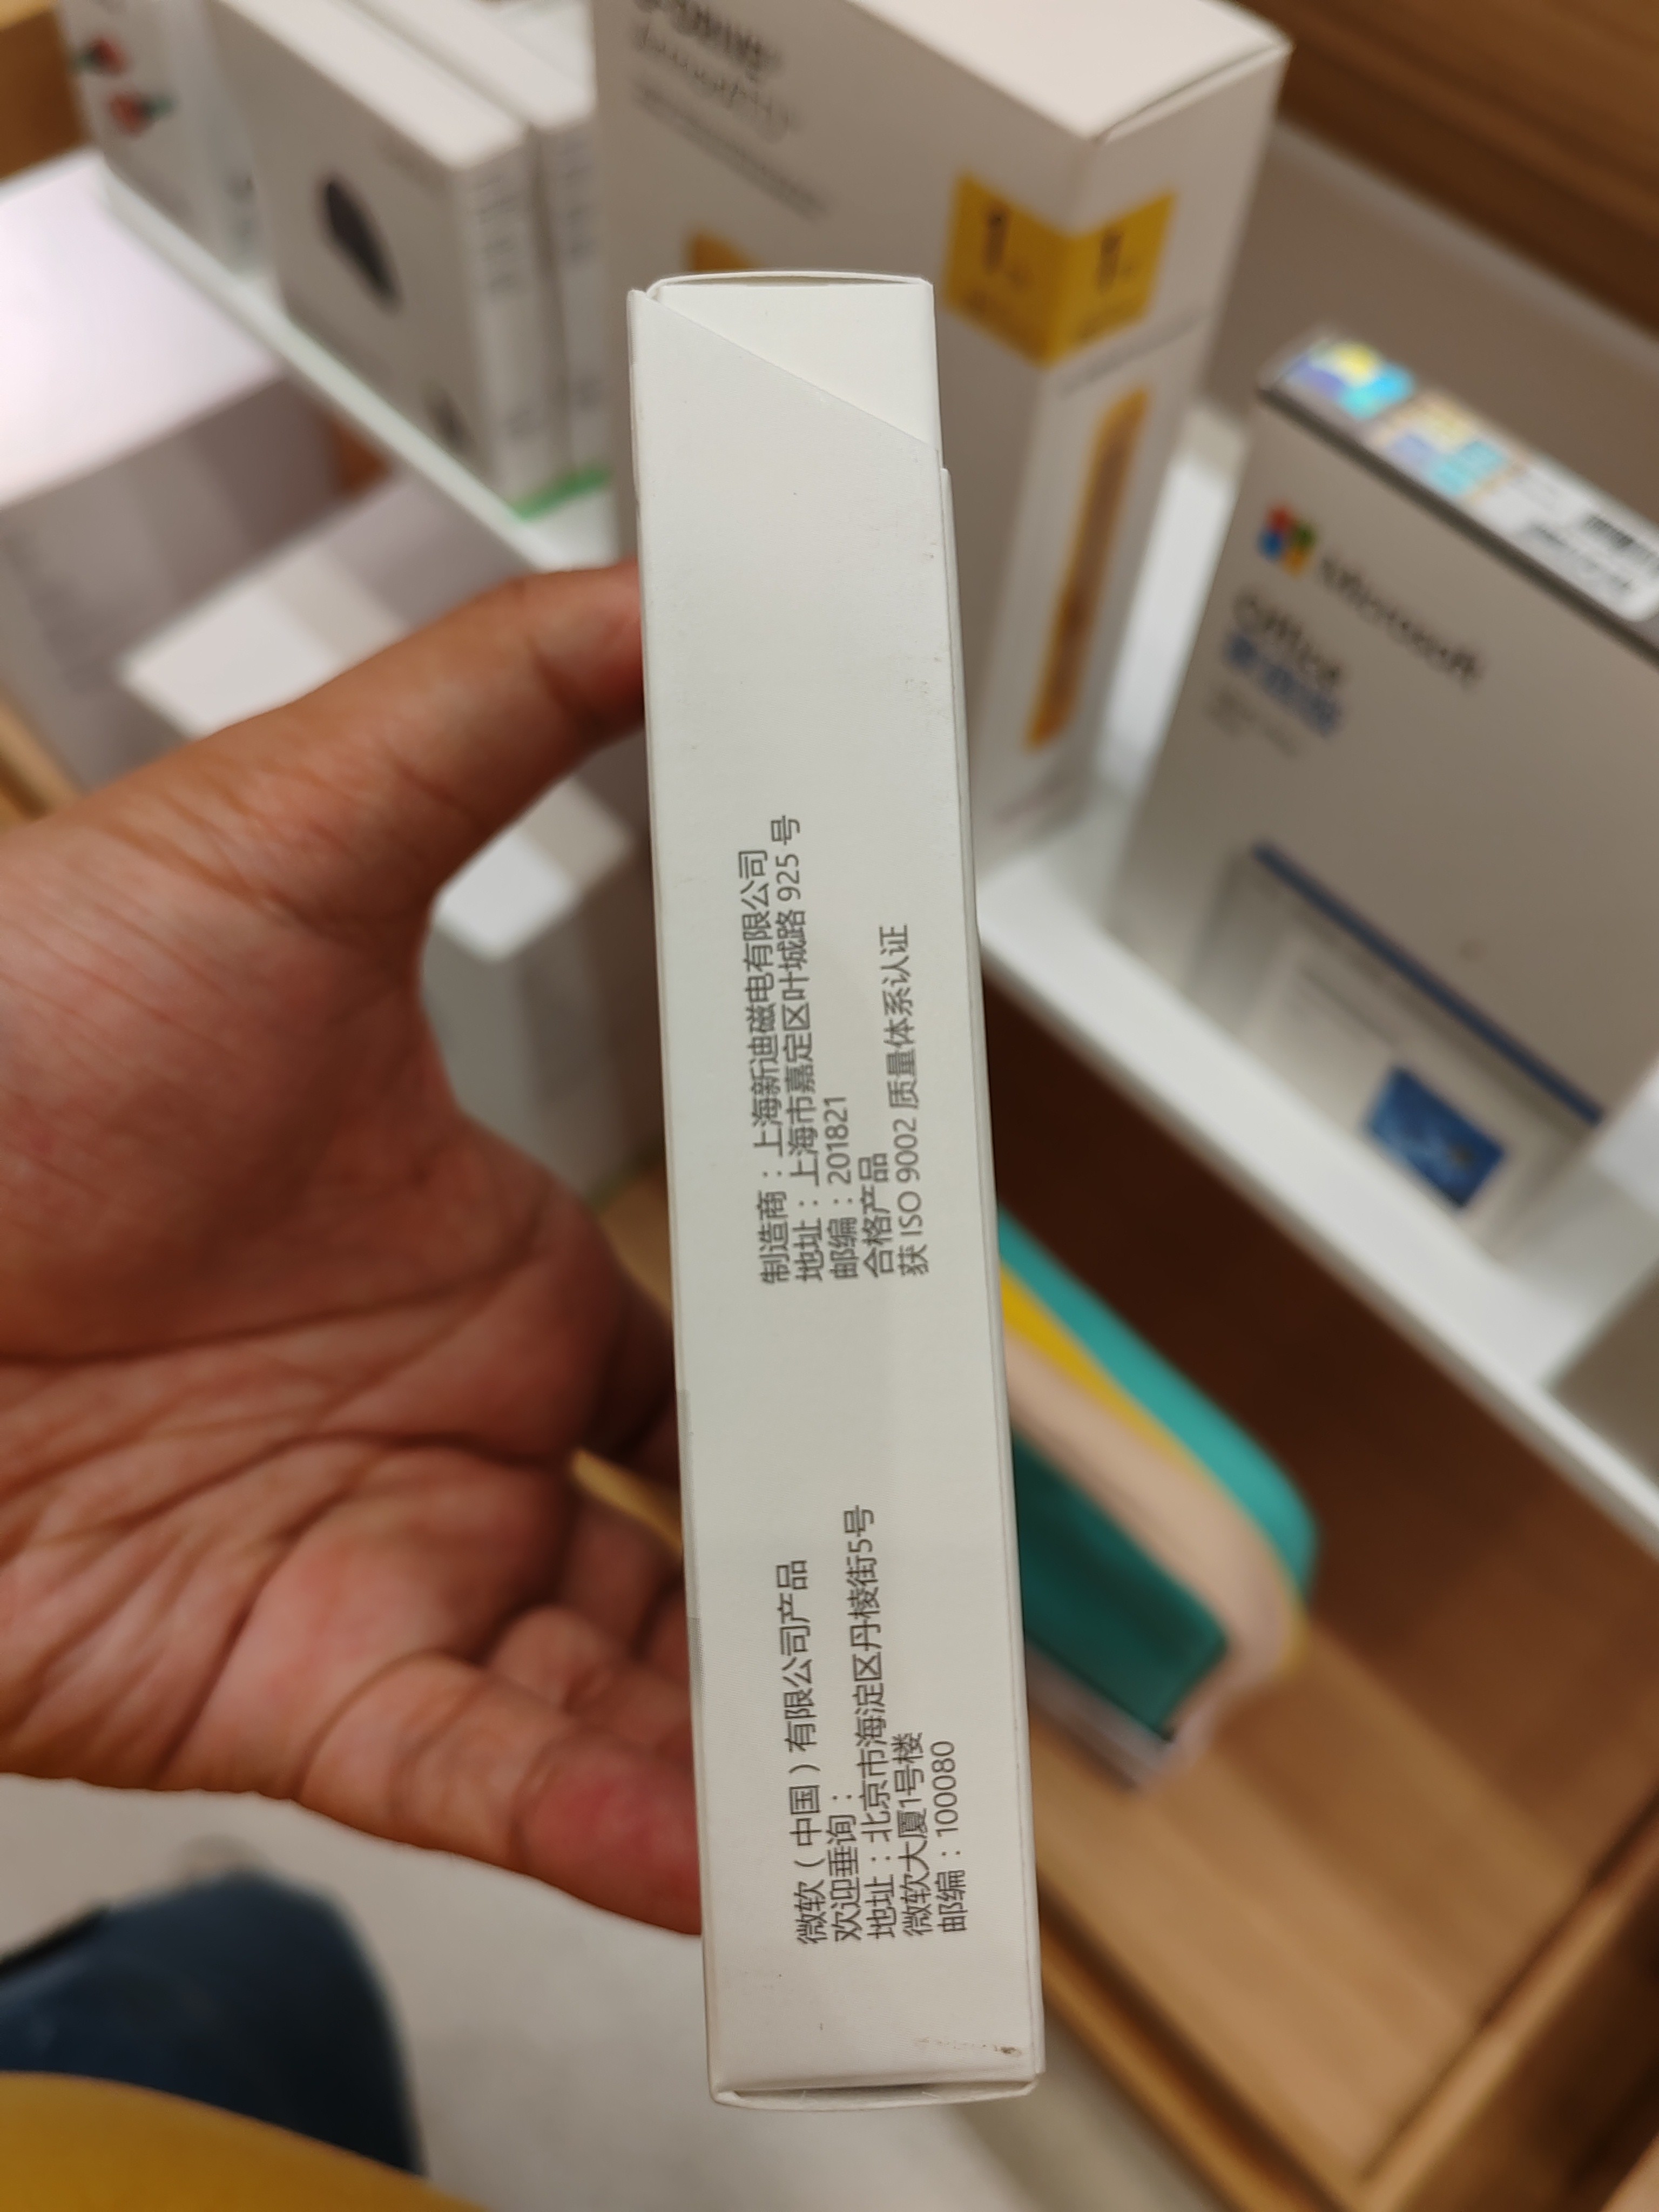 微软（中国）有限公司产品
欢迎垂询：
地址：北京市海淀区丹棱街5号
微软大厦1号楼
邮编：100080
制造商：上海新迪磁电有限公司
地址：上海市嘉定区叶城路 925 号
邮编：201821
合格产品
获 ISO 9002 质量体系认证
Microsoft
Office